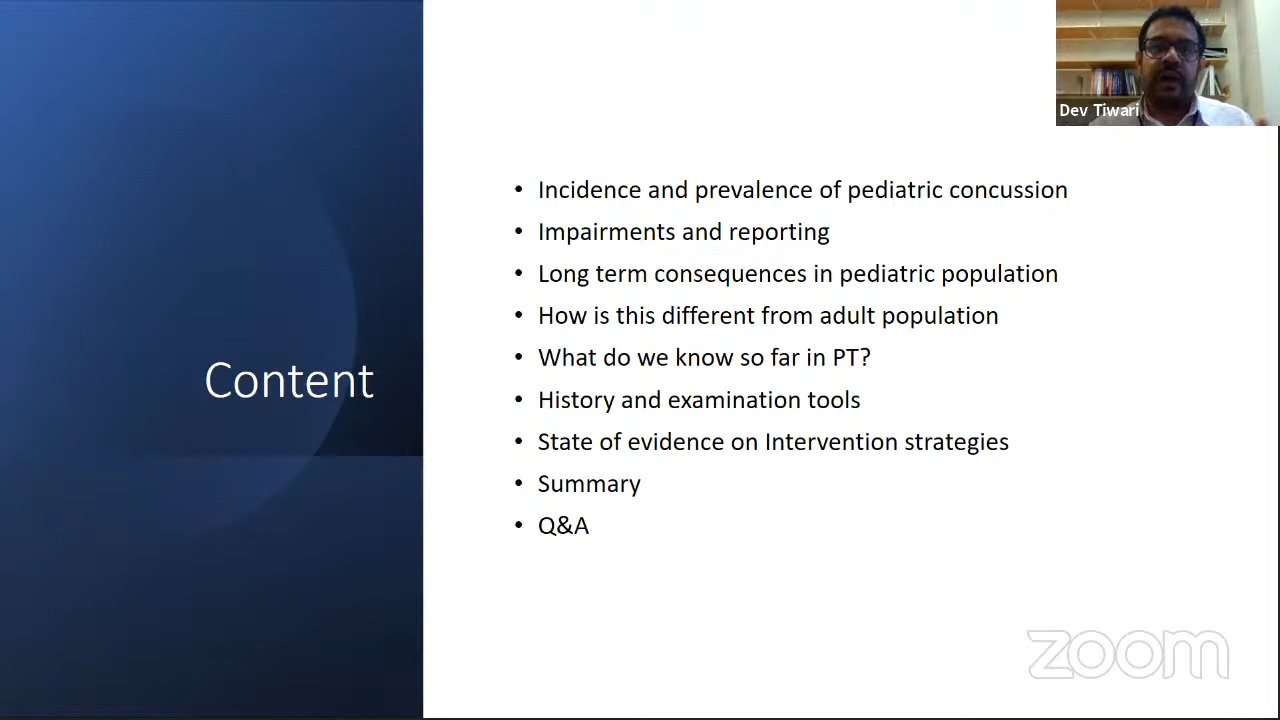 Dev Tiwari
Content
• Incidence and prevalence of pediatric concussion
• Impairments and reporting
• Long term consequences in pediatric population
• How is this different from adult population
• What do we know so far in PT?
• History and examination tools
• State of evidence on Intervention strategies
• Summary
• Q&A
zoom